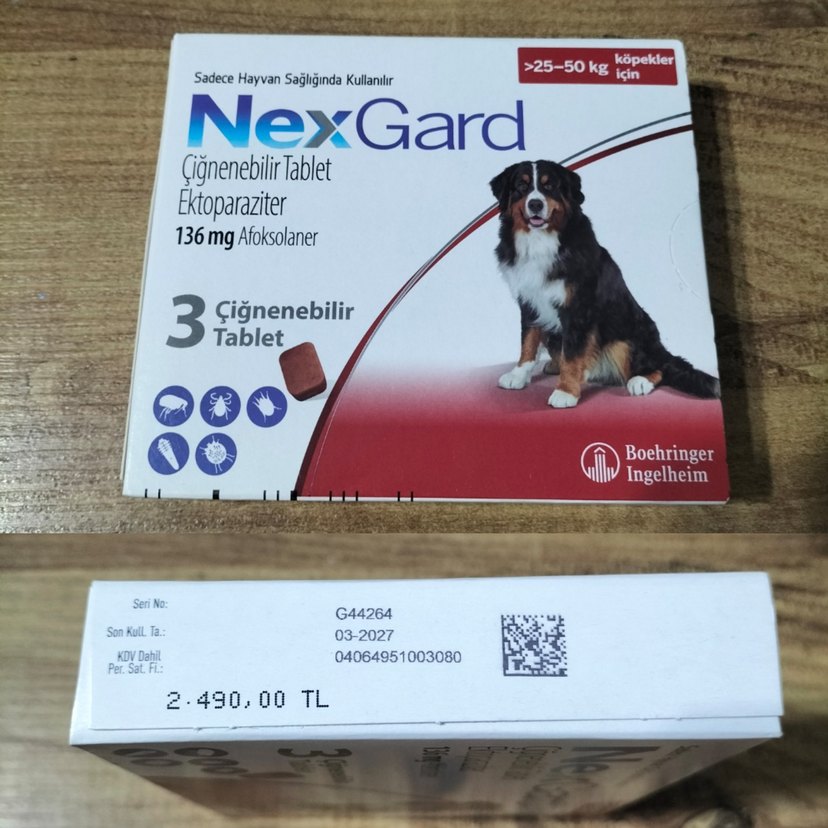 Sadece Hayvan Sağlığında Kullanılır
>25–50 kg köpekler için
NexGard
Çiğnenebilir Tablet
Ektoparaziter
136 mg Afoksolaner
3 Çiğnenebilir
Tablet
Boehringer
Ingelheim
Seri No: G44264
Son Kull. Ta.: 03-2027
KDV Dahil 04064951003080
Per. Sat. Fi.:
2.490,00 TL